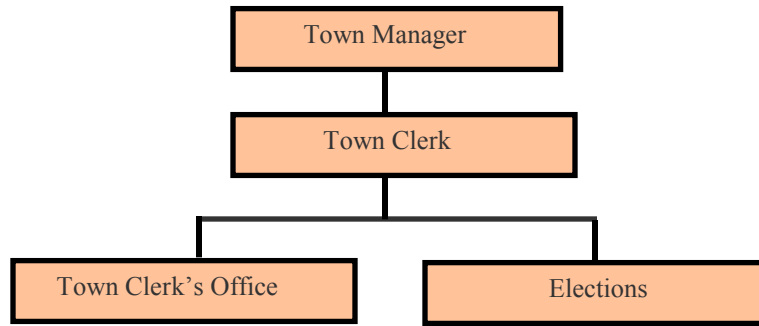 Town Manager
Town Clerk
Town Clerk’s Office
Elections